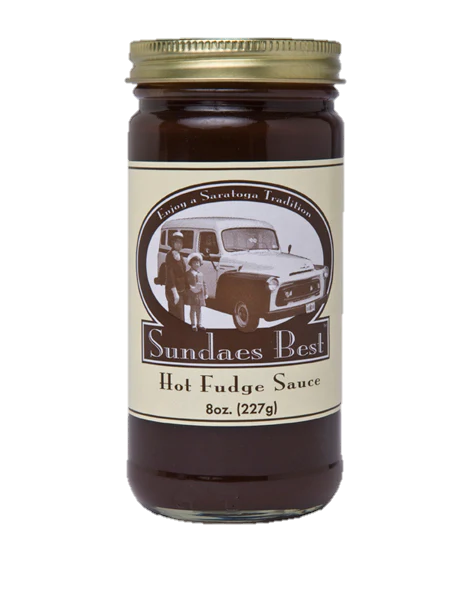 Enjoy a Saratoga Tradition
Sundaes Best
Hot Fudge Sauce
8oz. (227g)